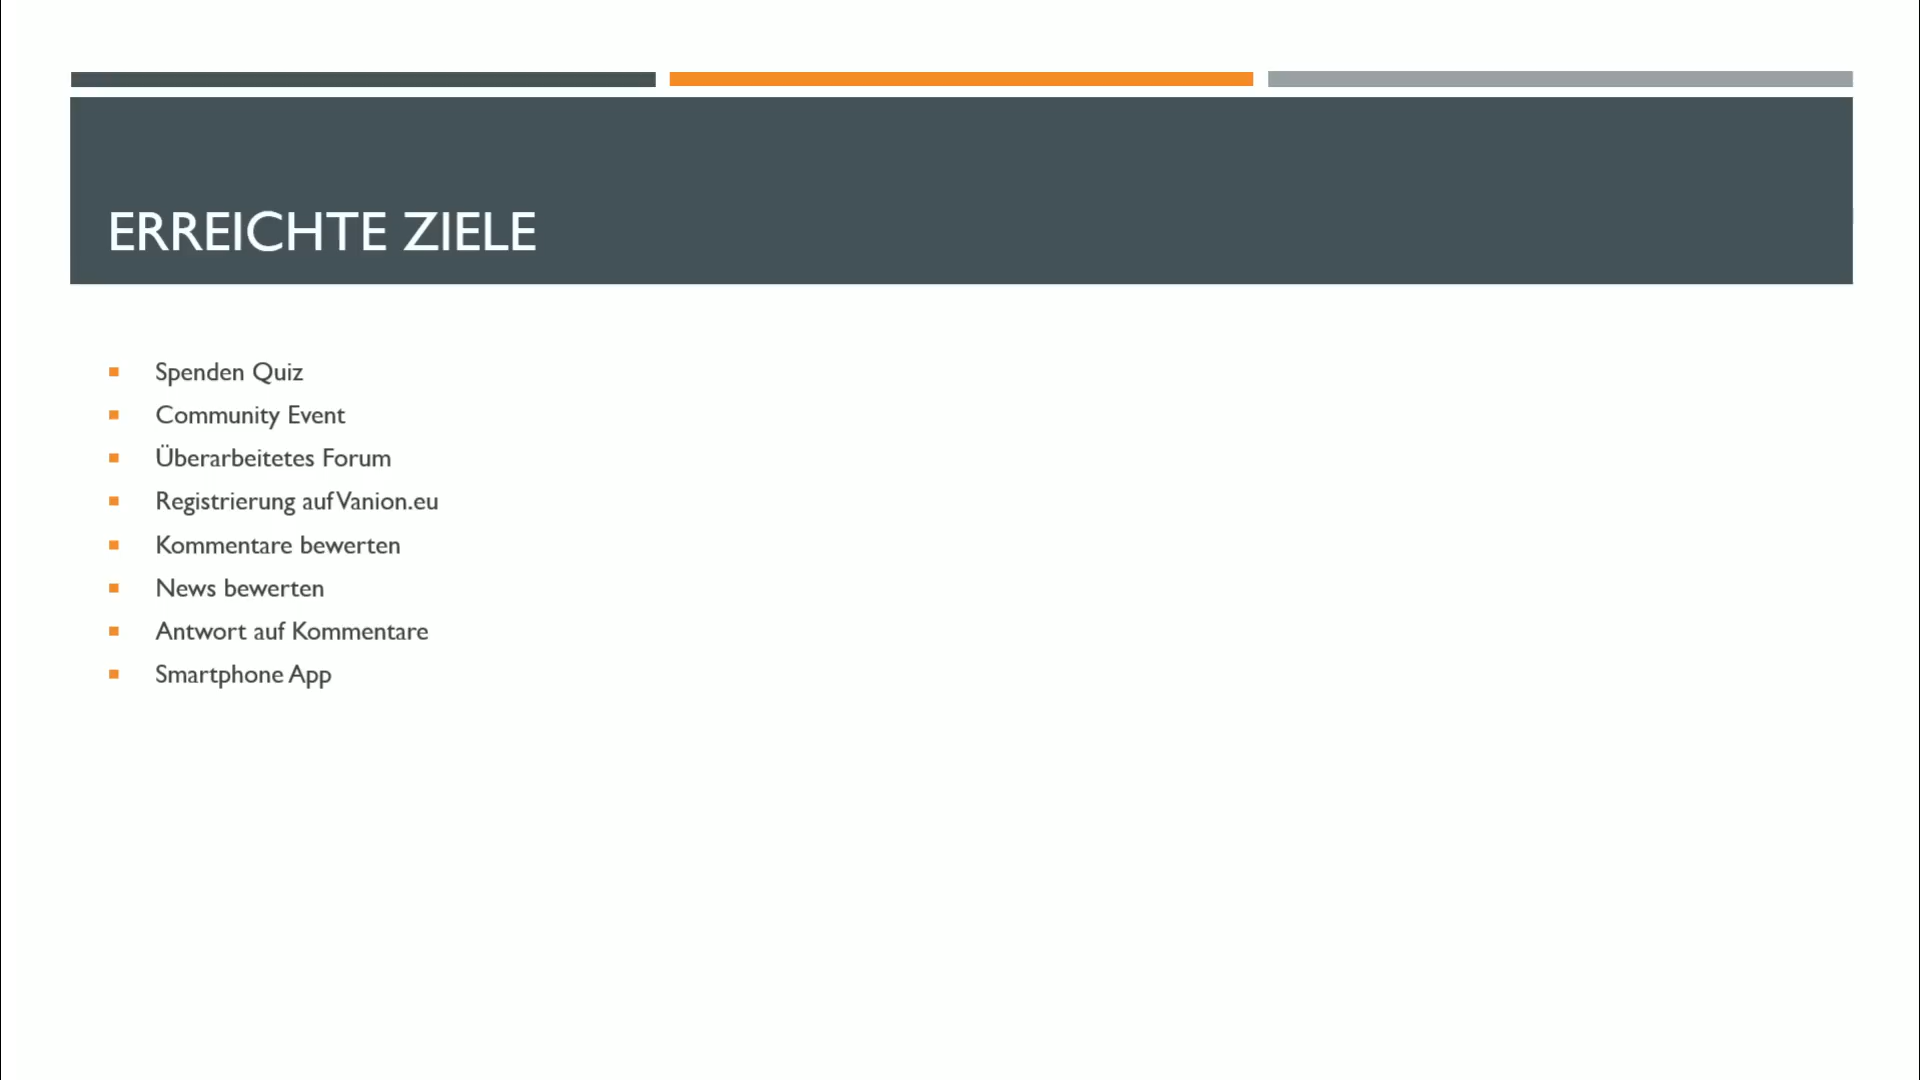 ERREICHTE ZIELE
Spenden Quiz
Community Event
Überarbeitetes Forum
Registrierung auf Vanion.eu
Kommentare bewerten
News bewerten
Antwort auf Kommentare
Smartphone App